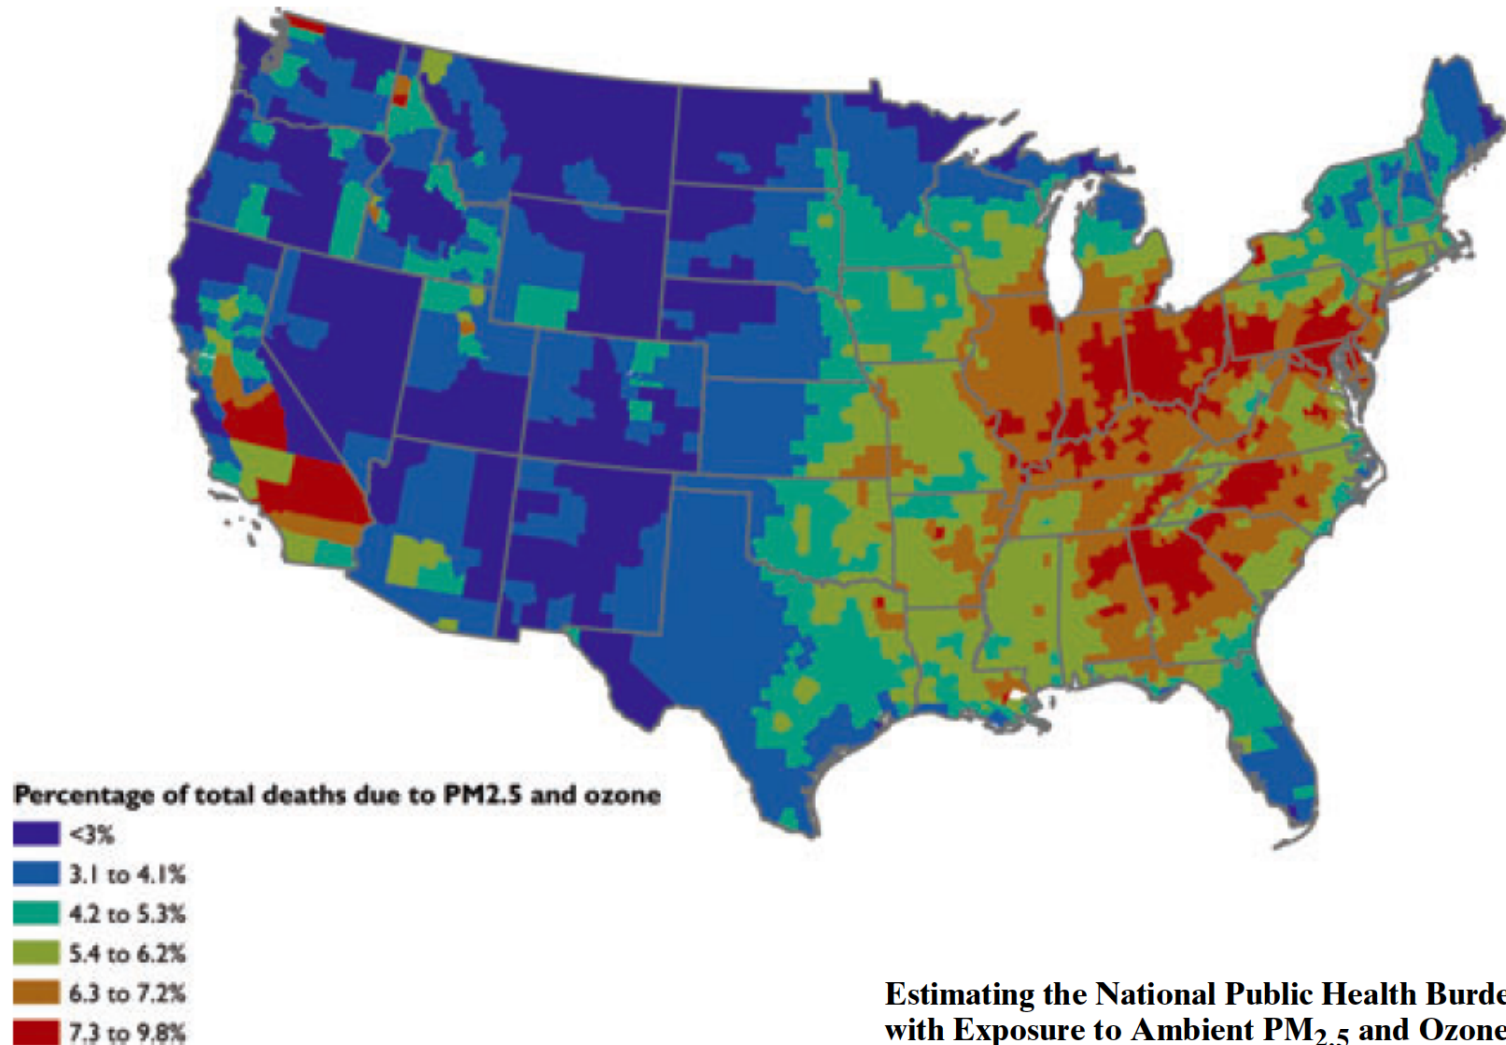 Percentage of total deaths due to PM2.5 and ozone
<3%
3.1 to 4.1%
4.2 to 5.3%
5.4 to 6.2%
6.3 to 7.2%
7.3 to 9.8%
Estimating the National Public Health Burde
with Exposure to Ambient PM2.5 and Ozone